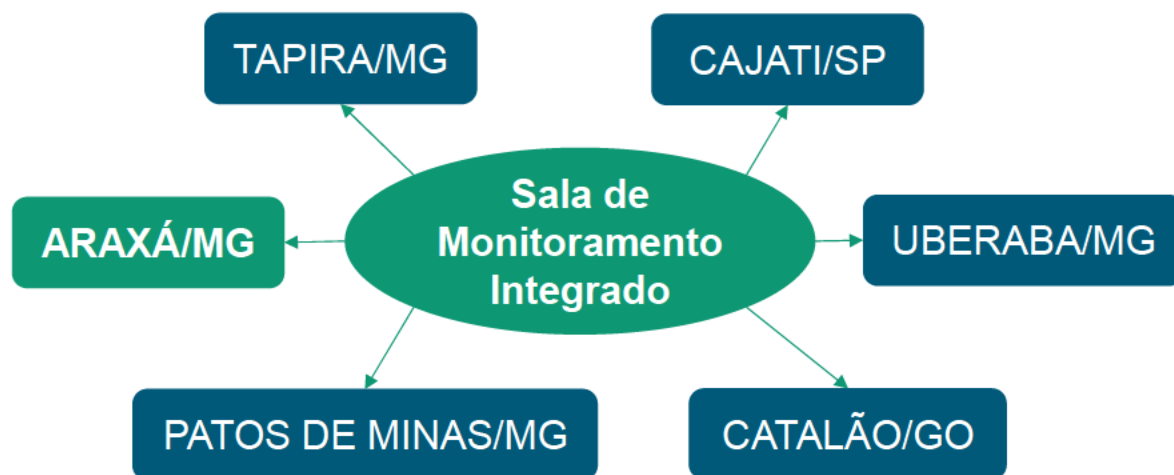 TAPIRA/MG
CAJATI/SP
Sala de
Monitoramento
Integrado
ARAXÁ/MG
UBERABA/MG
PATOS DE MINAS/MG
CATALÃO/GO